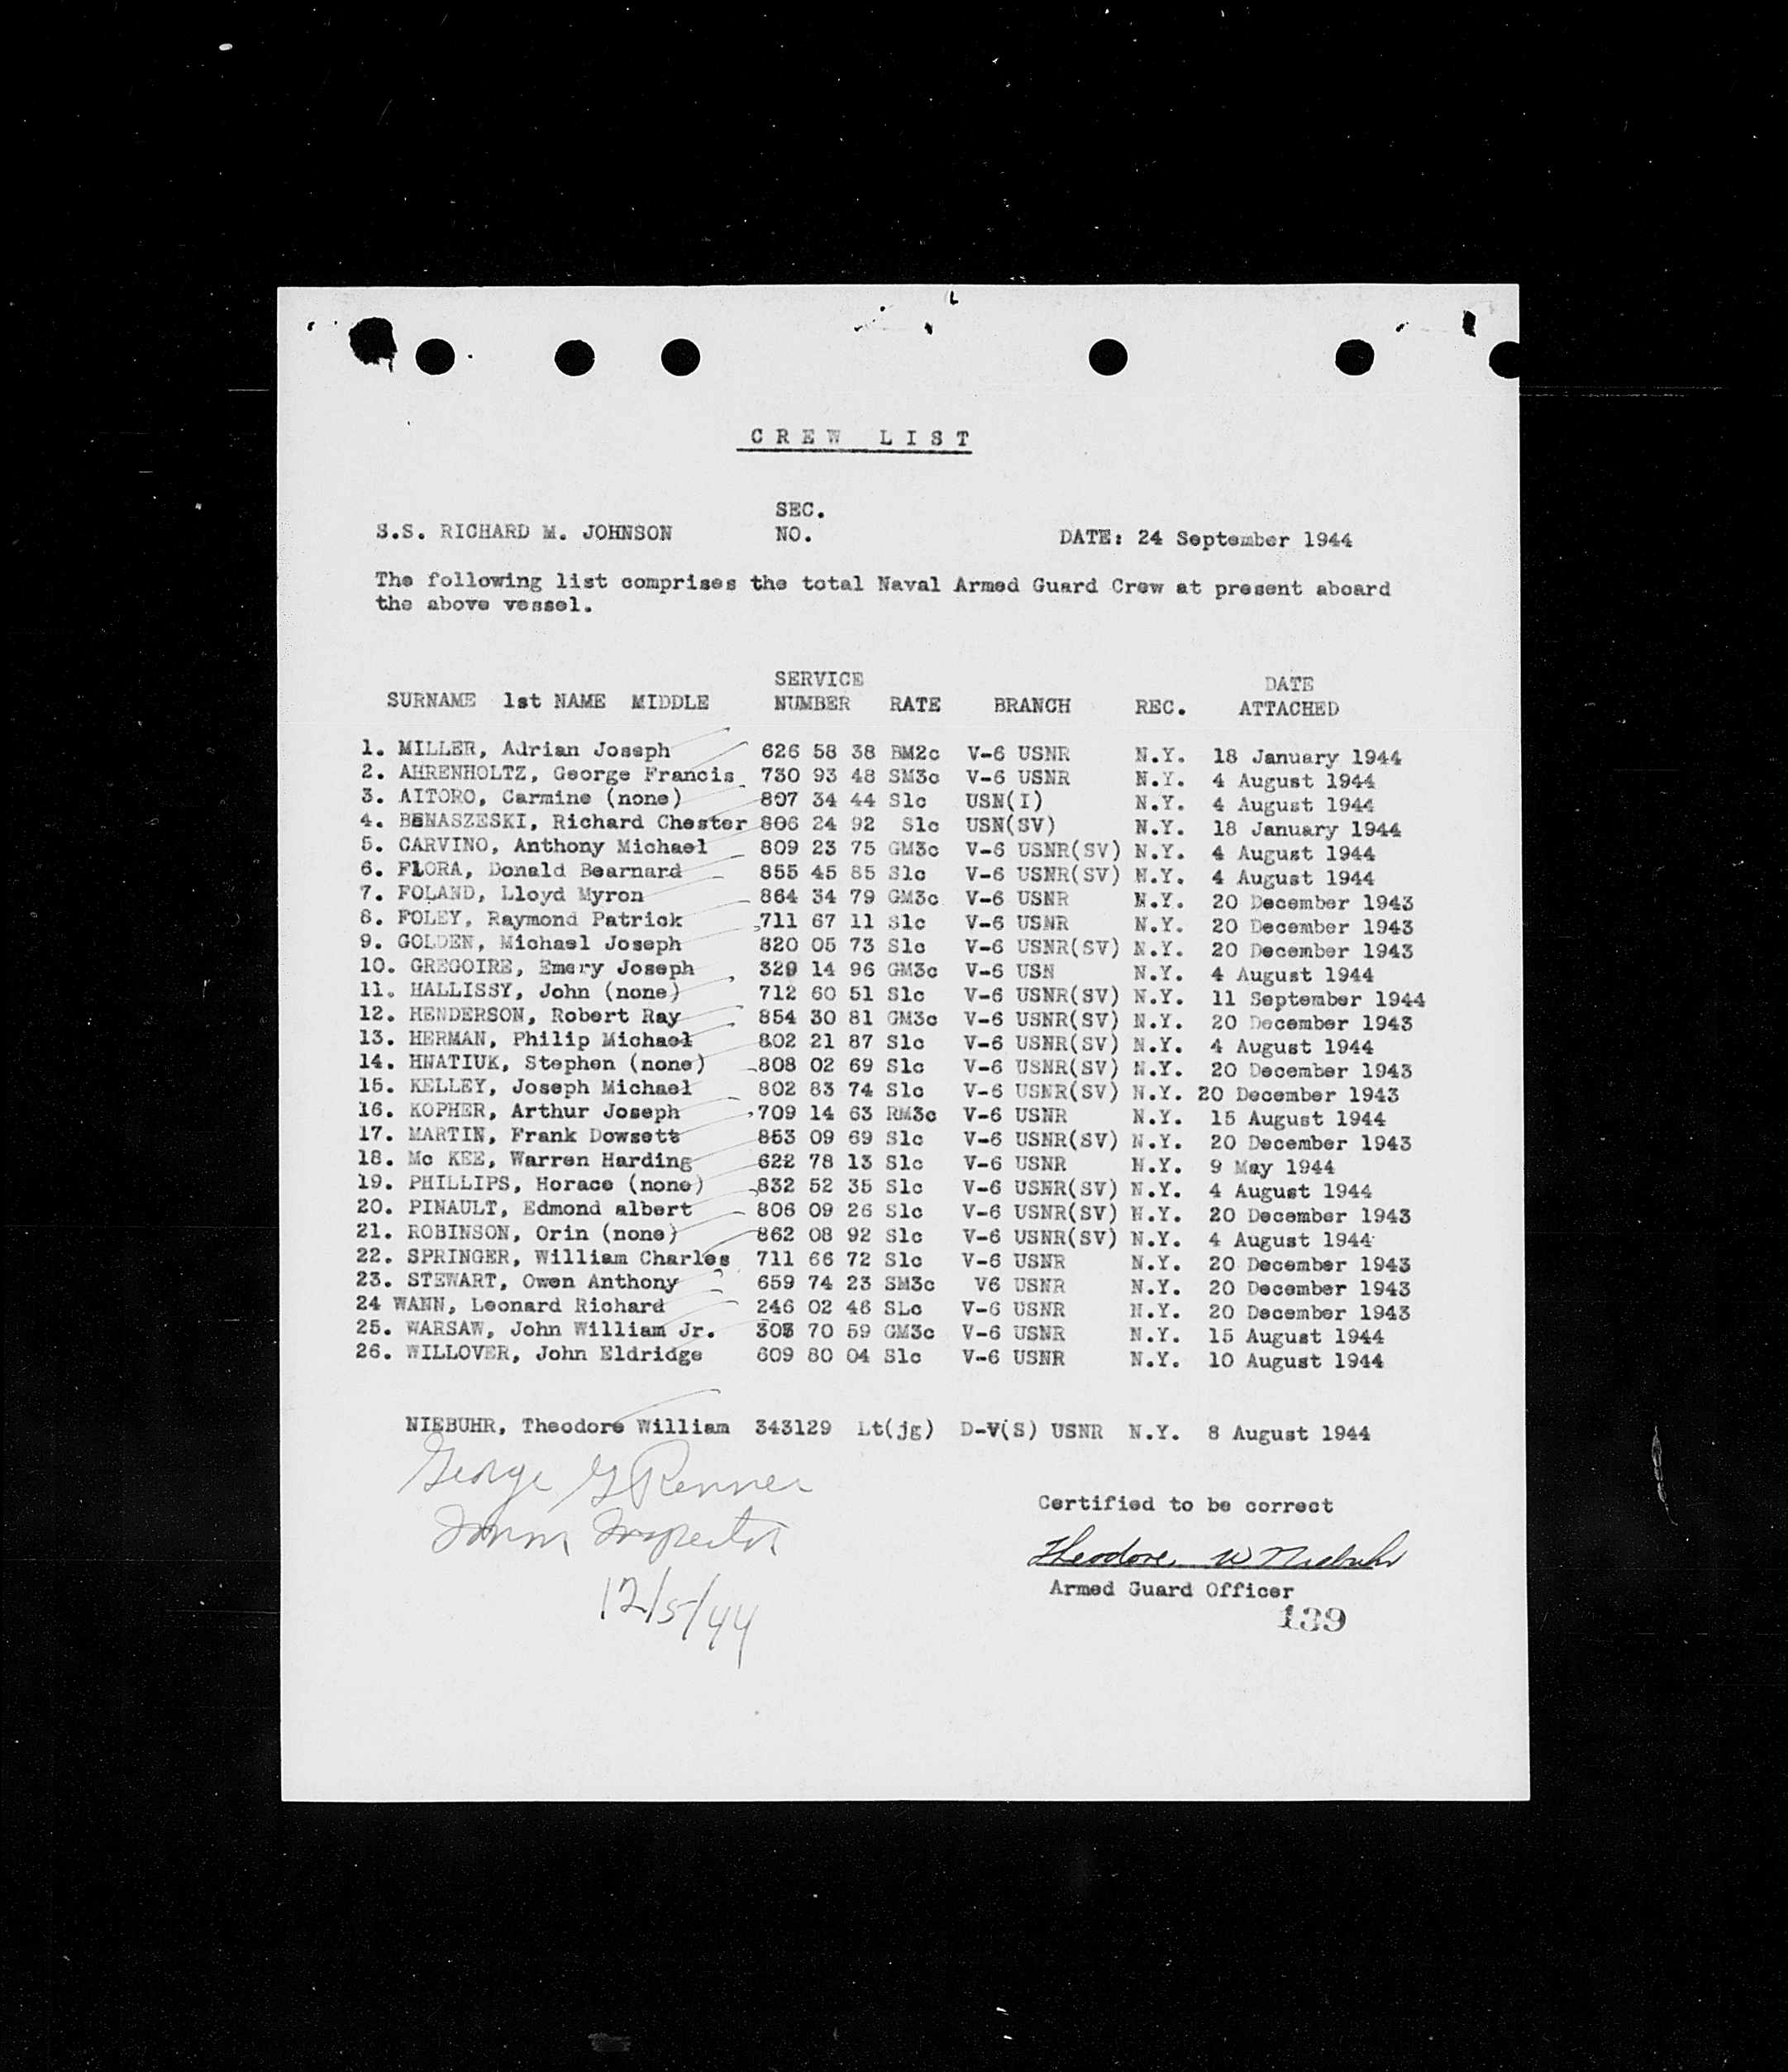 CREW LIST
SEC.
S.S. RICHARD M. JOHNSON NO. DATE: 24 September 1944
The following list comprises the total Naval Armed Guard Crew at present aboard
the above vessel.
SERVICE DATE
SURNAME 1st NAME MIDDLE NUMBER RATE BRANCH REC. ATTACHED
1. MILLER, Adrian Joseph 626 58 38 BM2c V-6 USNR N.Y. 18 January 1944
2. AHRENHOLTZ, George Francis 730 93 48 SM3c V-6 USNR N.Y. 4 August 1944
3. AITORO, Carmine (none) 807 34 44 S1c USN(I) N.Y. 4 August 1944
4. BENASZESKI, Richard Chester 806 24 92 S1c USN(SV) N.Y. 18 January 1944
5. CARVINO, Anthony Michael 809 23 75 GM3c V-6 USNR(SV) N.Y. 4 August 1944
6. FLORA, Donald Bearnard 855 45 85 S1c V-6 USNR(SV) N.Y. 4 August 1944
7. FOLAND, Lloyd Myron 864 34 79 GM3c V-6 USNR N.Y. 20 December 1943
8. FOLEY, Raymond Patrick 711 67 11 S1c V-6 USNR N.Y. 20 December 1943
9. GOLDEN, Michael Joseph 820 05 73 S1c V-6 USNR(SV) N.Y. 20 December 1943
10. GREGOIRE, Emery Joseph 329 14 96 GM3c V-6 USN N.Y. 4 August 1944
11. HALLISSY, John (none) 712 60 51 S1c V-6 USNR(SV) N.Y. 11 September 1944
12. HENDERSON, Robert Ray 854 30 81 GM3c V-6 USNR(SV) N.Y. 20 December 1943
13. HERMAN, Philip Michael 802 21 87 S1c V-6 USNR(SV) N.Y. 4 August 1944
14. HNATIUK, Stephen (none) 808 02 69 S1c V-6 USNR(SV) N.Y. 20 December 1943
15. KELLEY, Joseph Michael 802 83 74 S1c V-6 USNR(SV) N.Y. 20 December 1943
16. KOPHER, Arthur Joseph 709 14 63 RM3c V-6 USNR N.Y. 15 August 1944
17. MARTIN, Frank Dowsett 853 09 69 S1c V-6 USNR(SV) N.Y. 20 December 1943
18. Mc KEE, Warren Harding 622 78 13 S1c V-6 USNR N.Y. 9 May 1944
19. PHILLIPS, Horace (none) 832 52 35 S1c V-6 USNR(SV) N.Y. 4 August 1944
20. PINAULT, Edmond albert 806 09 26 S1c V-6 USNR(SV) N.Y. 20 December 1943
21. ROBINSON, Orin (none) 862 08 92 S1c V-6 USNR(SV) N.Y. 4 August 1944
22. SPRINGER, William Charles 711 66 72 S1c V-6 USNR N.Y. 20 December 1943
23. STEWART, Owen Anthony 659 74 23 SM3c V6 USNR N.Y. 20 December 1943
24 WANN, Leonard Richard 246 02 46 SLc V-6 USNR N.Y. 20 December 1943
25. WARSAW, John William Jr. 303 70 59 GM3c V-6 USNR N.Y. 15 August 1944
26. WILLOVER, John Eldridge 609 80 04 S1c V-6 USNR N.Y. 10 August 1944
NIEBUHR, Theodore William 343129 Lt(jg) D-V(S) USNR N.Y. 8 August 1944
George G Renner
Certified to be correct
Imm Inspector
Theodore W Niebuhr
Armed Guard Officer
12/5/44
139